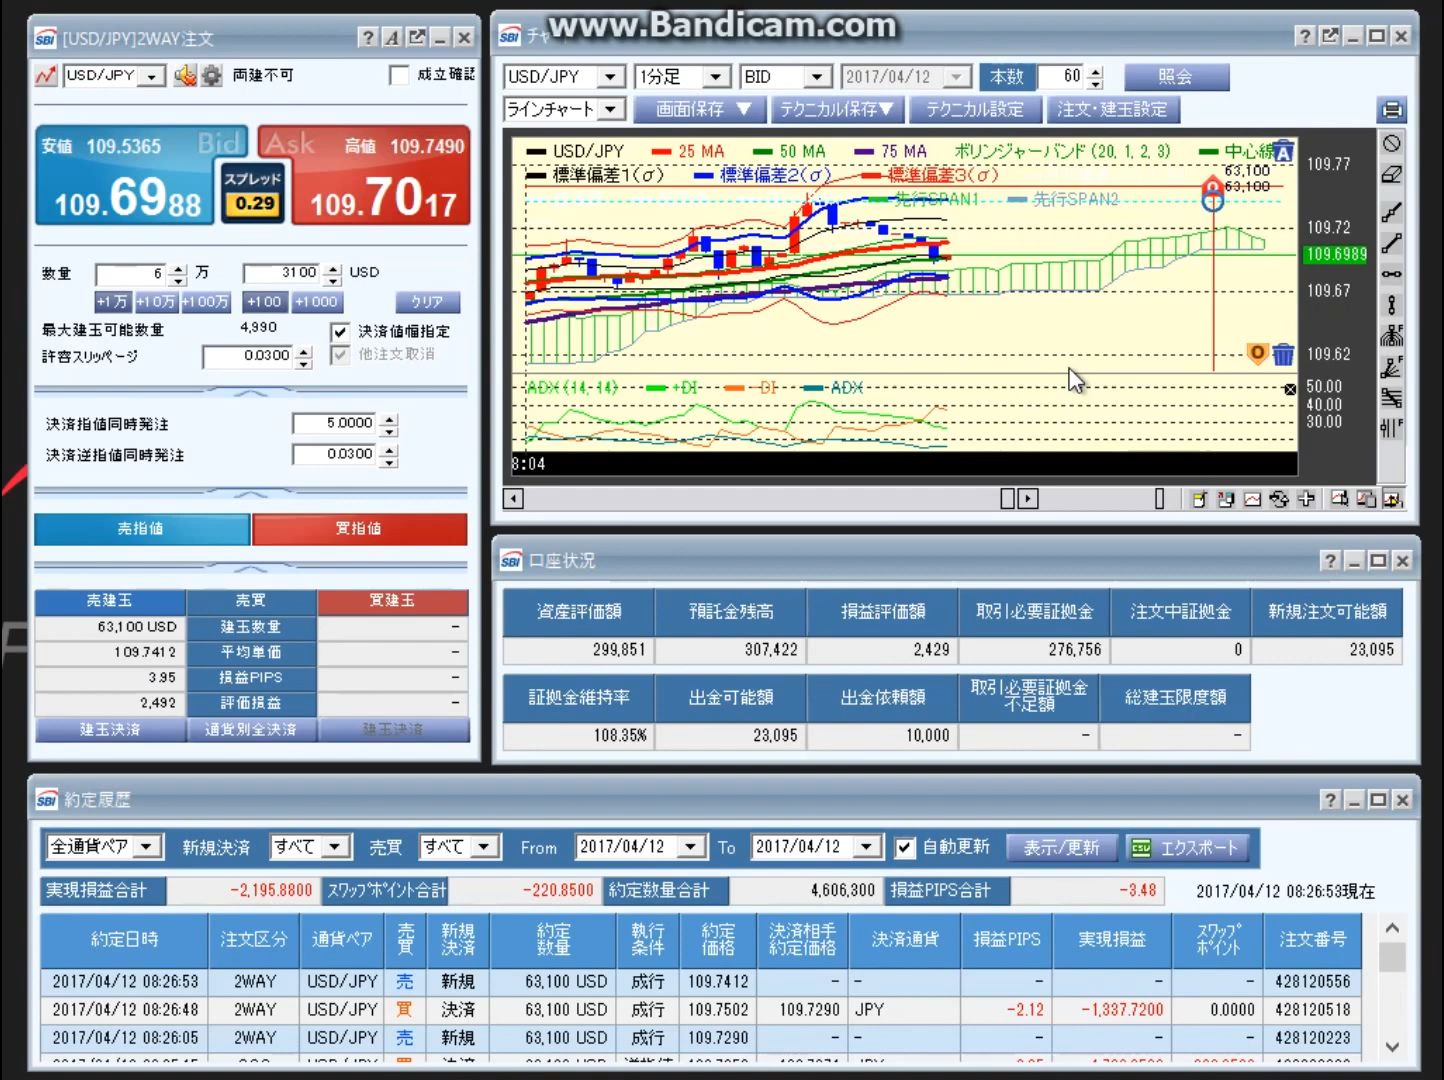 www.Bandicam.com
SBI [USD/JPY]2WAY注文
USD/JPY 両建不可 成立確認
安値 109.5365 Bid
Ask 高値 109.7490
スプレッド
0.29
109.6988
109.7017
数量 6 万 3100 USD
+1万 +10万 +100万 +100 +1000 クリア
最大建玉可能数量 4,990 決済値幅指定
許容スリッページ 0.0300 他注文取消
決済指値同時発注 5.0000
決済逆指値同時発注 0.0300
売指値 買指値
売建玉 売買 買建玉
63,100 USD 建玉数量 -
109.7412 平均単価 -
3.95 損益PIPS -
2,492 評価損益 -
建玉決済 通貨別全決済 建玉決済
SBI チャ
USD/JPY 1分足 BID 2017/04/12 本数 60 照会
ラインチャート 画面保存 ▼ テクニカル保存▼ テクニカル設定 注文・建玉設定
USD/JPY 25 MA 50 MA 75 MA ボリンジャーバンド (20, 1, 2, 3) 中心線
標準偏差1(σ) 標準偏差2(σ) 標準偏差3(σ) 63,100
63,100
先行SPAN1 先行SPAN2
109.77
109.72
109.6989
109.67
109.62
ADX (14, 14) +DI -DI ADX
50.00
40.00
30.00
8:04
SBI 口座状況
資産評価額 預託金残高 損益評価額 取引必要証拠金 注文中証拠金 新規注文可能額
299,851 307,422 2,429 276,756 0 23,095
証拠金維持率 出金可能額 出金依頼額 取引必要証拠金不足額 総建玉限度額
108.35% 23,095 10,000 - -
SBI 約定履歴
全通貨ペア 新規決済 すべて 売買 すべて From 2017/04/12 To 2017/04/12 自動更新 表示/更新 CSV エクスポート
実現損益合計 -2,195.8800 スワップポイント合計 -220.8500 約定数量合計 4,606,300 損益PIPS合計 -3.48 2017/04/12 08:26:53現在
約定日時 注文区分 通貨ペア 売買 新規決済 約定数量 執行条件 約定価格 決済相手約定価格 決済通貨 損益PIPS 実現損益 スワップポイント 注文番号
2017/04/12 08:26:53 2WAY USD/JPY 売 新規 63,100 USD 成行 109.7412 - - - - - 428120556
2017/04/12 08:26:48 2WAY USD/JPY 買 決済 63,100 USD 成行 109.7502 109.7290 JPY -2.12 -1,337.7200 0.0000 428120518
2017/04/12 08:26:05 2WAY USD/JPY 売 新規 63,100 USD 成行 109.7290 - - - - - 428120223